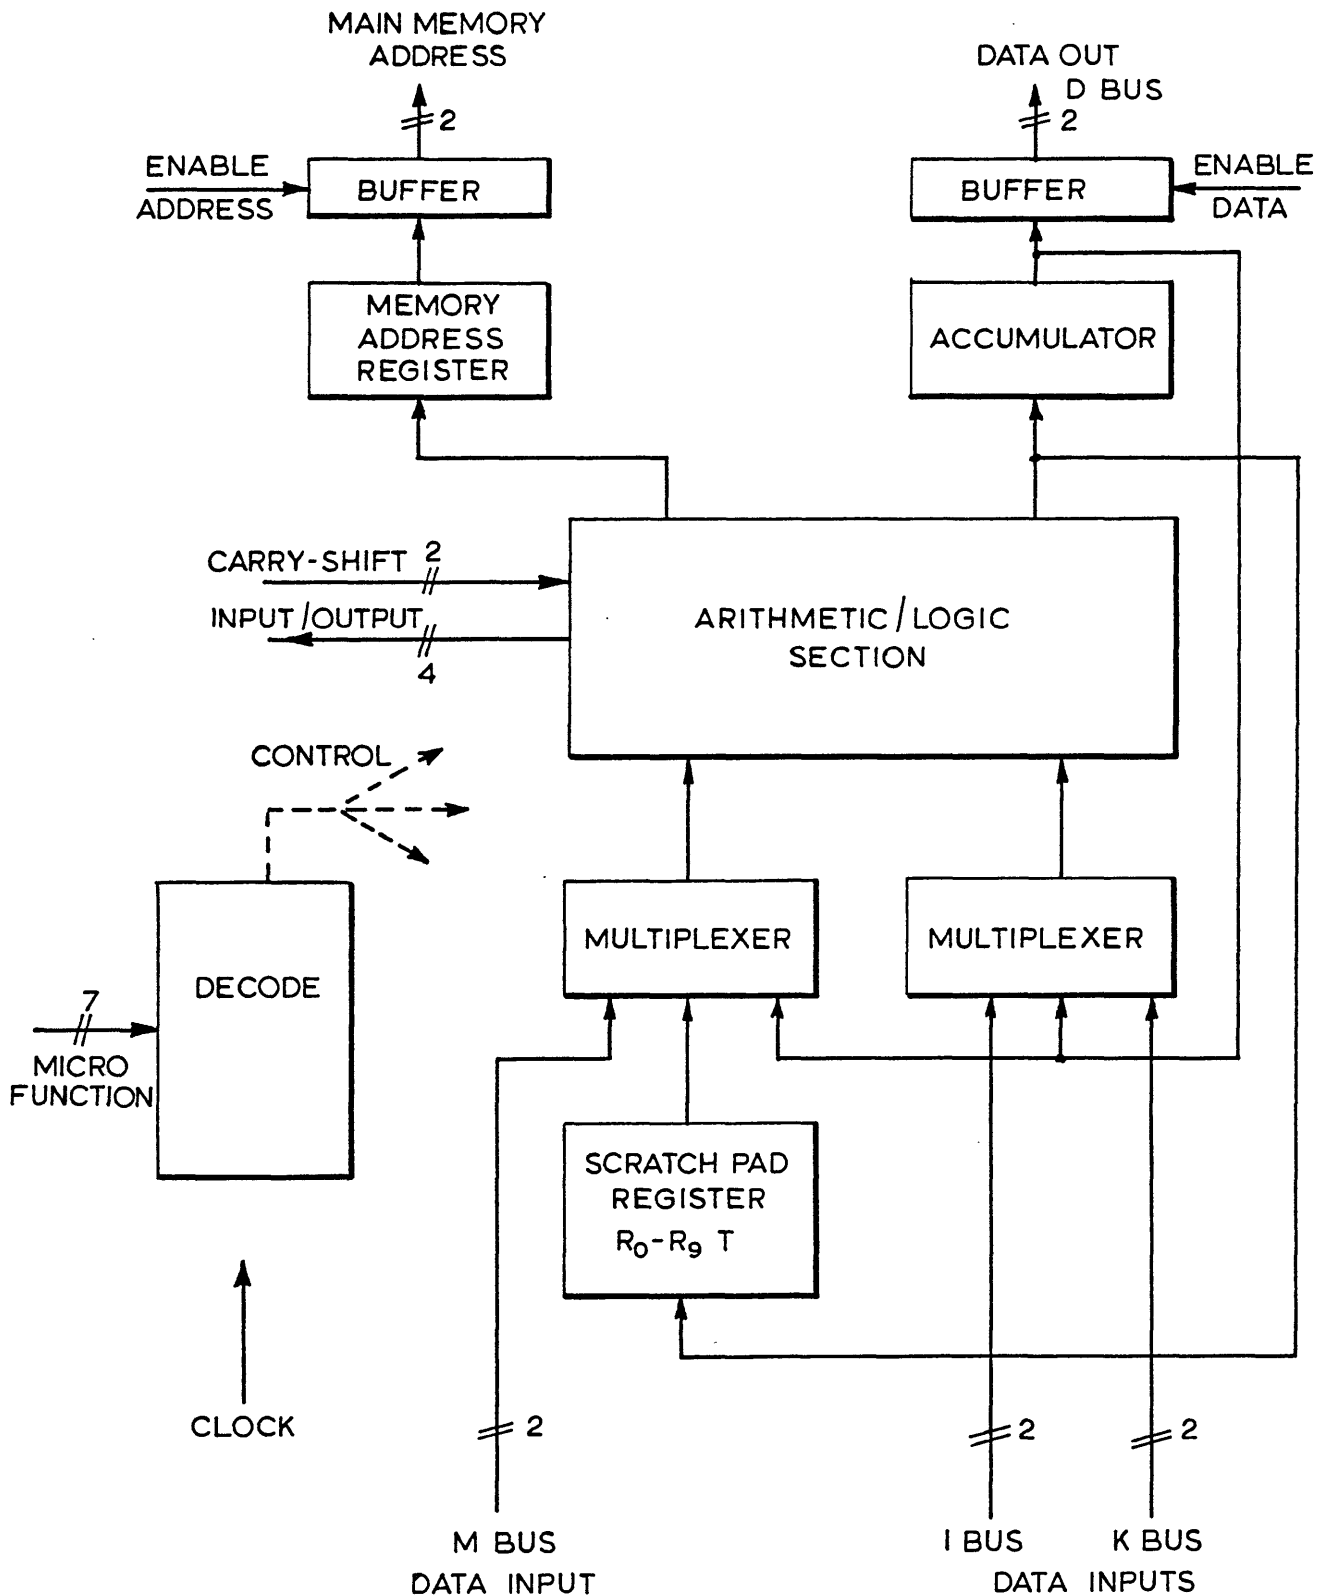 MAIN MEMORY
ADDRESS
2
DATA OUT
D BUS
2
ENABLE
ADDRESS
BUFFER
BUFFER
ENABLE
DATA
MEMORY
ADDRESS
REGISTER
ACCUMULATOR
CARRY-SHIFT 2
INPUT/OUTPUT
4
ARITHMETIC/LOGIC
SECTION
CONTROL
DECODE
7
MICRO
FUNCTION
MULTIPLEXER
MULTIPLEXER
SCRATCH PAD
REGISTER
R₀-R₉ T
CLOCK
2
2
2
M BUS
DATA INPUT
I BUS
K BUS
DATA INPUTS